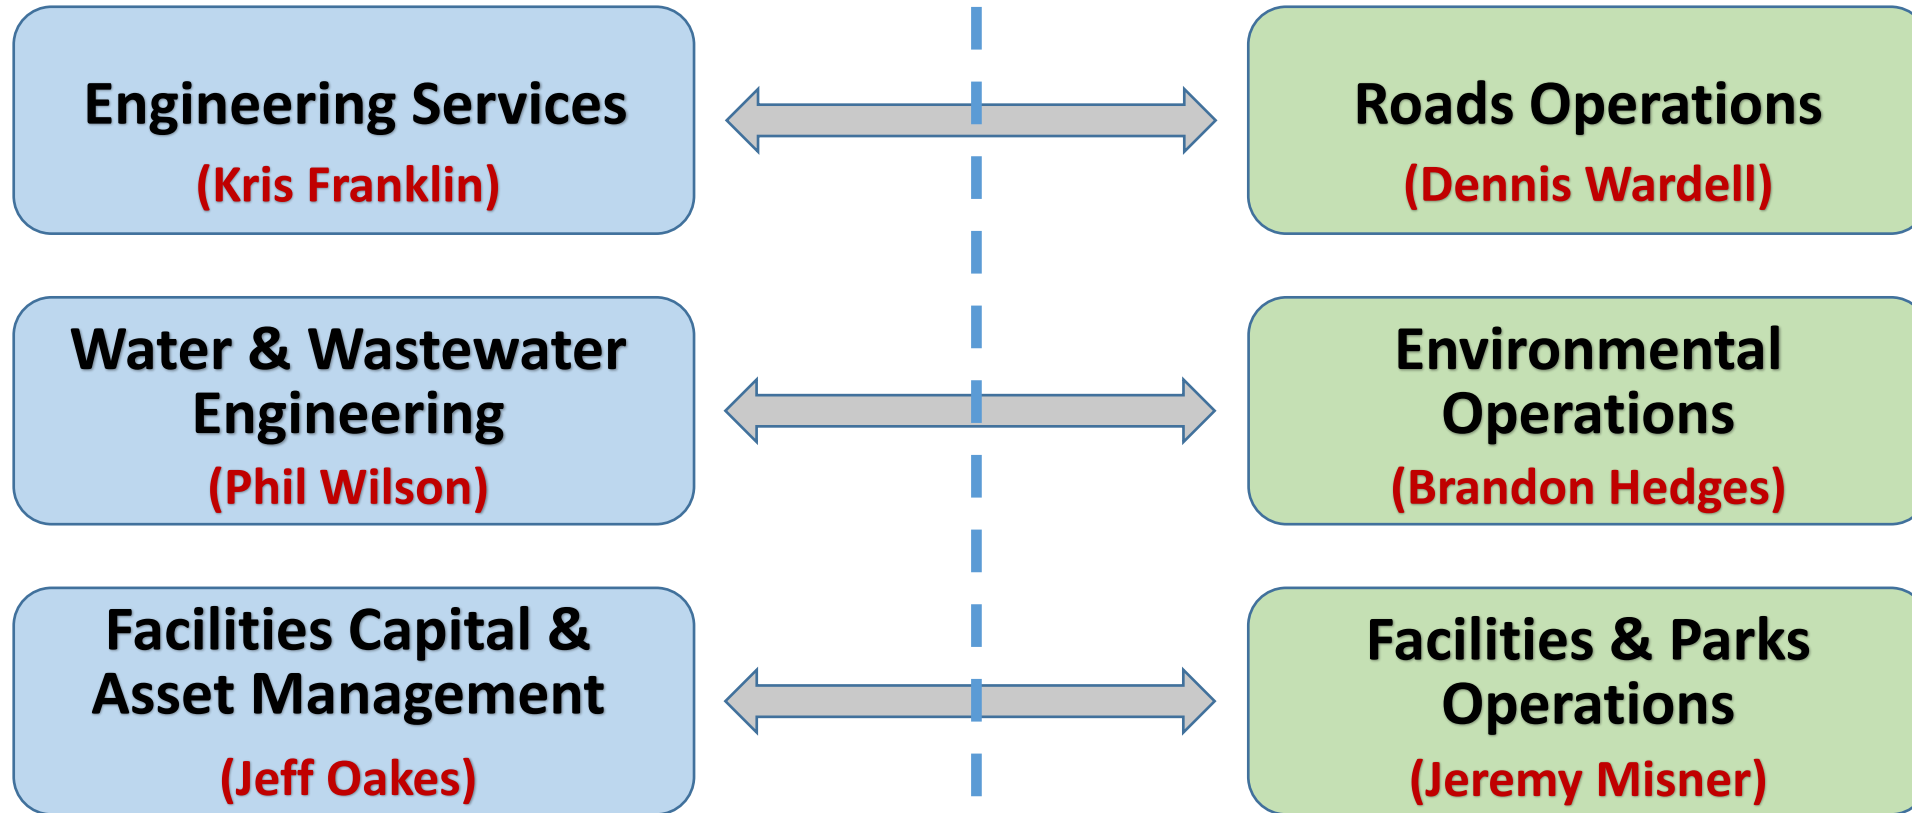 Engineering Services
(Kris Franklin)
Roads Operations
(Dennis Wardell)
Water & Wastewater
Engineering
(Phil Wilson)
Environmental
Operations
(Brandon Hedges)
Facilities Capital &
Asset Management
(Jeff Oakes)
Facilities & Parks
Operations
(Jeremy Misner)